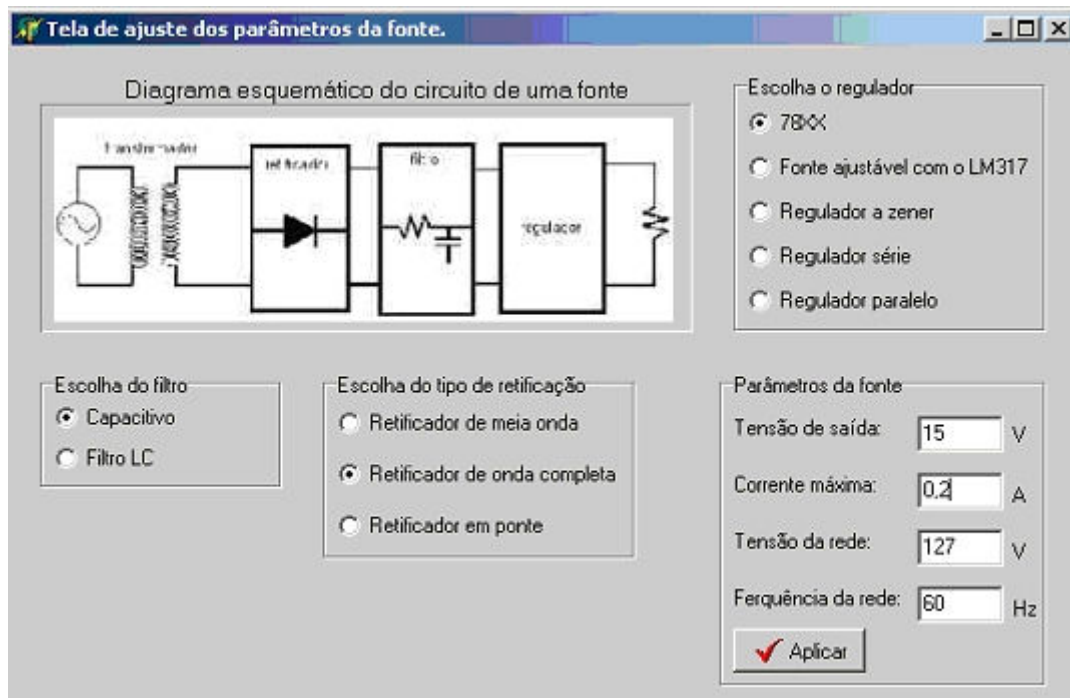 Tela de ajuste dos parâmetros da fonte.
Diagrama esquemático do circuito de uma fonte
transformador
retificador
filtro
regulador
Escolha o regulador
78XX
Fonte ajustável com o LM317
Regulador a zener
Regulador série
Regulador paralelo
Escolha do filtro
Capacitivo
Filtro LC
Escolha do tipo de retificação
Retificador de meia onda
Retificador de onda completa
Retificador em ponte
Parâmetros da fonte
Tensão de saída: 15 V
Corrente máxima: 0,2 A
Tensão da rede: 127 V
Ferquência da rede: 60 Hz
Aplicar